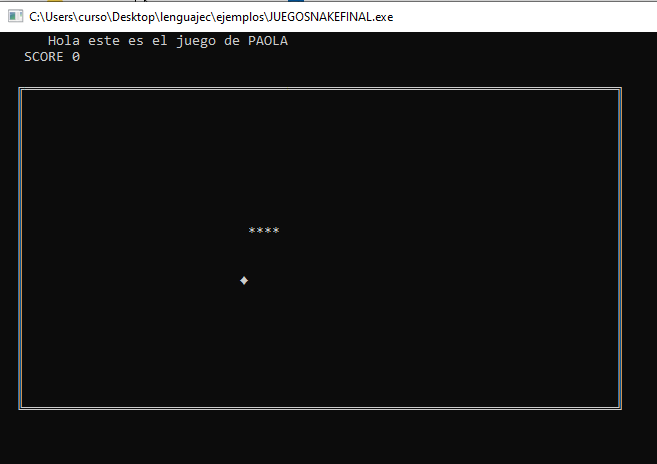 C:\Users\curso\Desktop\lenguajec\ejemplos\JUEGOSNAKEFINAL.exe
Hola este es el juego de PAOLA
SCORE 0
****
♦